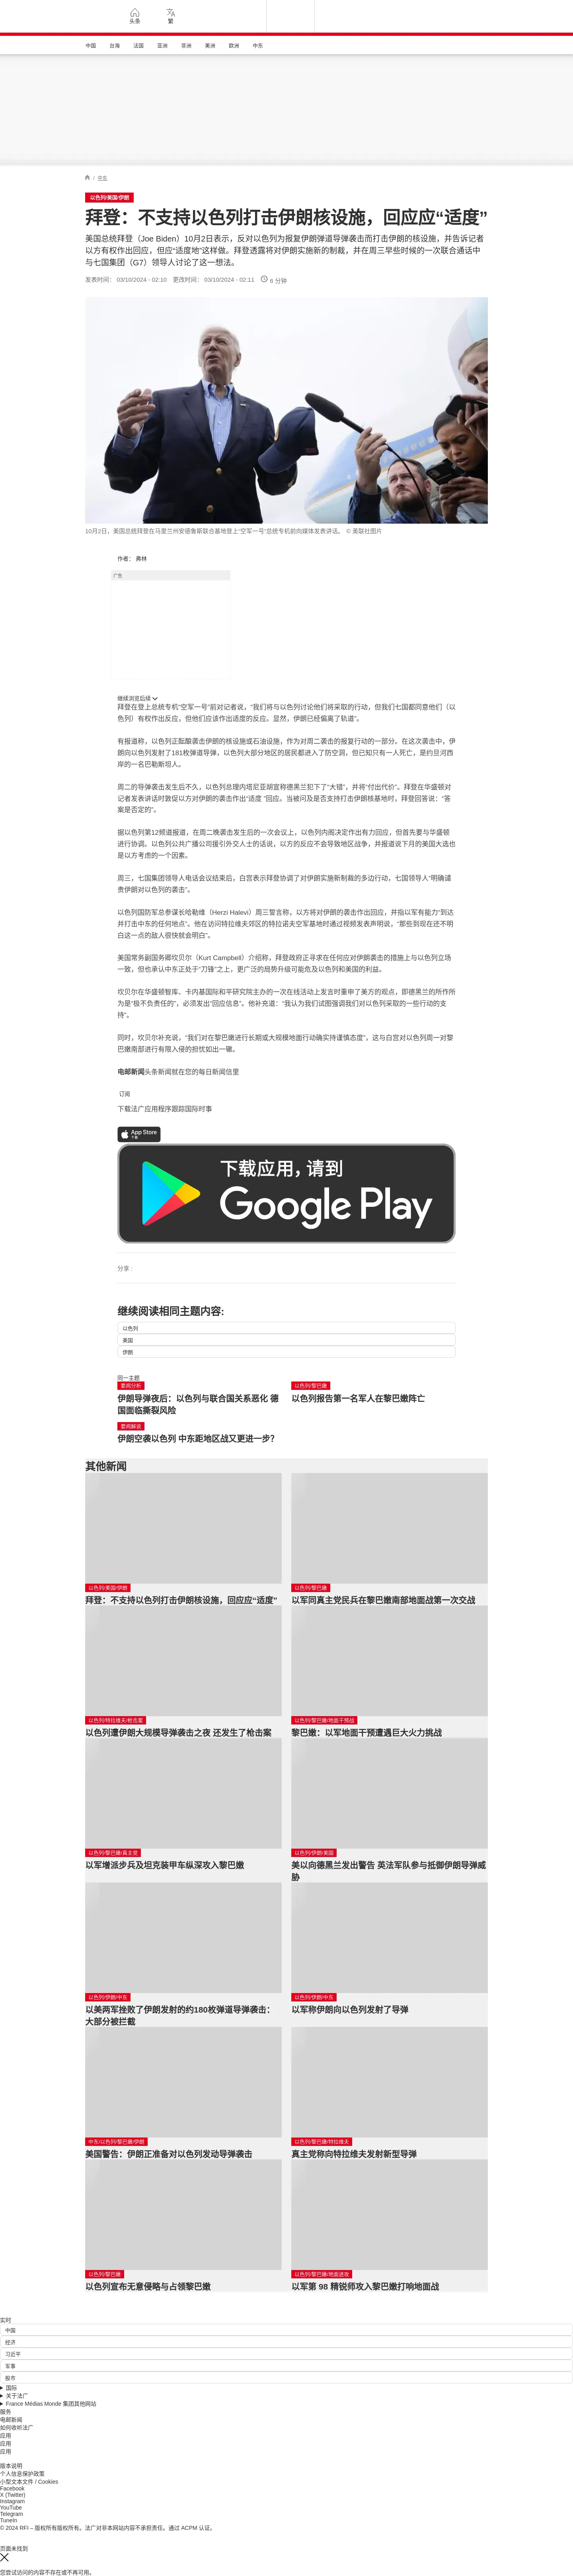 头条
繁
中国 台海 法国 亚洲 非洲 美洲 欧洲 中东
/ 中东
以色列/美国/伊朗
拜登：不支持以色列打击伊朗核设施，回应应“适度”
美国总统拜登（Joe Biden）10月2日表示，反对以色列为报复伊朗弹道导弹袭击而打击伊朗的核设施，并告诉记者
以方有权作出回应，但应“适度地”这样做。拜登透露将对伊朗实施新的制裁，并在周三早些时候的一次联合通话中
与七国集团（G7）领导人讨论了这一想法。
发表时间： 03/10/2024 - 02:10 更改时间： 03/10/2024 - 02:11 6 分钟
10月2日，美国总统拜登在马里兰州安德鲁斯联合基地登上“空军一号”总统专机前向媒体发表讲话。 © 美联社图片
作者： 弗林
广告
继续浏览后续
拜登在登上总统专机“空军一号”前对记者说，“我们将与以色列讨论他们将采取的行动，但我们七国都同意他们（以
色列）有权作出反应，但他们应该作出适度的反应。显然，伊朗已经偏离了轨道”。
有报道称，以色列正酝酿袭击伊朗的核设施或石油设施，作为对周二袭击的报复行动的一部分。在这次袭击中，伊
朗向以色列发射了181枚弹道导弹，以色列大部分地区的居民都进入了防空洞，但已知只有一人死亡，是约旦河西
岸的一名巴勒斯坦人。
周二的导弹袭击发生后不久，以色列总理内塔尼亚胡宣称德黑兰犯下了“大错”，并将“付出代价”。拜登在华盛顿对
记者发表讲话时敦促以方对伊朗的袭击作出“适度 ”回应。当被问及是否支持打击伊朗核基地时，拜登回答说：“答
案是否定的”。
据以色列第12频道报道，在周二晚袭击发生后的一次会议上，以色列内阁决定作出有力回应，但首先要与华盛顿
进行协调。以色列公共广播公司援引外交人士的话说，以方的反应不会导致地区战争，并报道说下月的美国大选也
是以方考虑的一个因素。
周三，七国集团领导人电话会议结束后，白宫表示拜登协调了对伊朗实施新制裁的多边行动，七国领导人“明确谴
责伊朗对以色列的袭击”。
以色列国防军总参谋长哈勒维（Herzi Halevi）周三誓言称，以方将对伊朗的袭击作出回应，并指以军有能力“到达
并打击中东的任何地点”。他在访问特拉维夫郊区的特拉诺夫空军基地时通过视频发表声明说，“那些到现在还不明
白这一点的敌人很快就会明白”。
美国常务副国务卿坎贝尔（Kurt Campbell）介绍称，拜登政府正寻求在任何应对伊朗袭击的措施上与以色列立场
一致，但也承认中东正处于“刀锋”之上，更广泛的局势升级可能危及以色列和美国的利益。
坎贝尔在华盛顿智库、卡内基国际和平研究院主办的一次在线活动上发言时重申了美方的观点，即德黑兰的所作所
为是“极不负责任的”，必须发出“回应信息”。他补充道：“我认为我们试图强调我们对以色列采取的一些行动的支
持”。
同时，坎贝尔补充说，“我们对在黎巴嫩进行长期或大规模地面行动确实持谨慎态度”，这与白宫对以色列周一对黎
巴嫩南部进行有限入侵的担忧如出一辙。
电邮新闻头条新闻就在您的每日新闻信里
订阅
下载法广应用程序跟踪国际时事
App Store
下载
下载应用，请到
Google Play
分享 :
继续阅读相同主题内容:
以色列
美国
伊朗
同一主题
要闻分析
伊朗导弹夜后：以色列与联合国关系恶化 德
国面临撕裂风险
以色列/黎巴嫩
以色列报告第一名军人在黎巴嫩阵亡
要闻解说
伊朗空袭以色列 中东距地区战又更进一步？
其他新闻
以色列/美国/伊朗
拜登：不支持以色列打击伊朗核设施，回应应“适度”
以色列/黎巴嫩
以军同真主党民兵在黎巴嫩南部地面战第一次交战
以色列/特拉维夫/枪击案
以色列遭伊朗大规模导弹袭击之夜 还发生了枪击案
以色列/黎巴嫩/地面干预战
黎巴嫩：以军地面干预遭遇巨大火力挑战
以色列/黎巴嫩/真主党
以军增派步兵及坦克装甲车纵深攻入黎巴嫩
以色列/伊朗/美国
美以向德黑兰发出警告 英法军队参与抵御伊朗导弹威
胁
以色列/伊朗/中东
以美两军挫败了伊朗发射的约180枚弹道导弹袭击：
大部分被拦截
以色列/伊朗/中东
以军称伊朗向以色列发射了导弹
中东/以色列/黎巴嫩/伊朗
美国警告：伊朗正准备对以色列发动导弹袭击
以色列/黎巴嫩/特拉维夫
真主党称向特拉维夫发射新型导弹
以色列/黎巴嫩
以色列宣布无意侵略与占领黎巴嫩
以色列/黎巴嫩/地面进攻
以军第 98 精锐师攻入黎巴嫩打响地面战
实时
中国
经济
习近平
军事
股市
国际
关于法广
France Médias Monde 集团其他网站
服务
电邮新闻
如何收听法广
应用
应用
应用
版本说明
个人信息保护政策
小型文本文件 / Cookies
Facebook
X (Twitter)
Instagram
YouTube
Telegram
TuneIn
© 2024 RFI – 版权所有版权所有。法广对非本网站内容不承担责任。通过 ACPM 认证。
页面未找到
您尝试访问的内容不存在或不再可用。